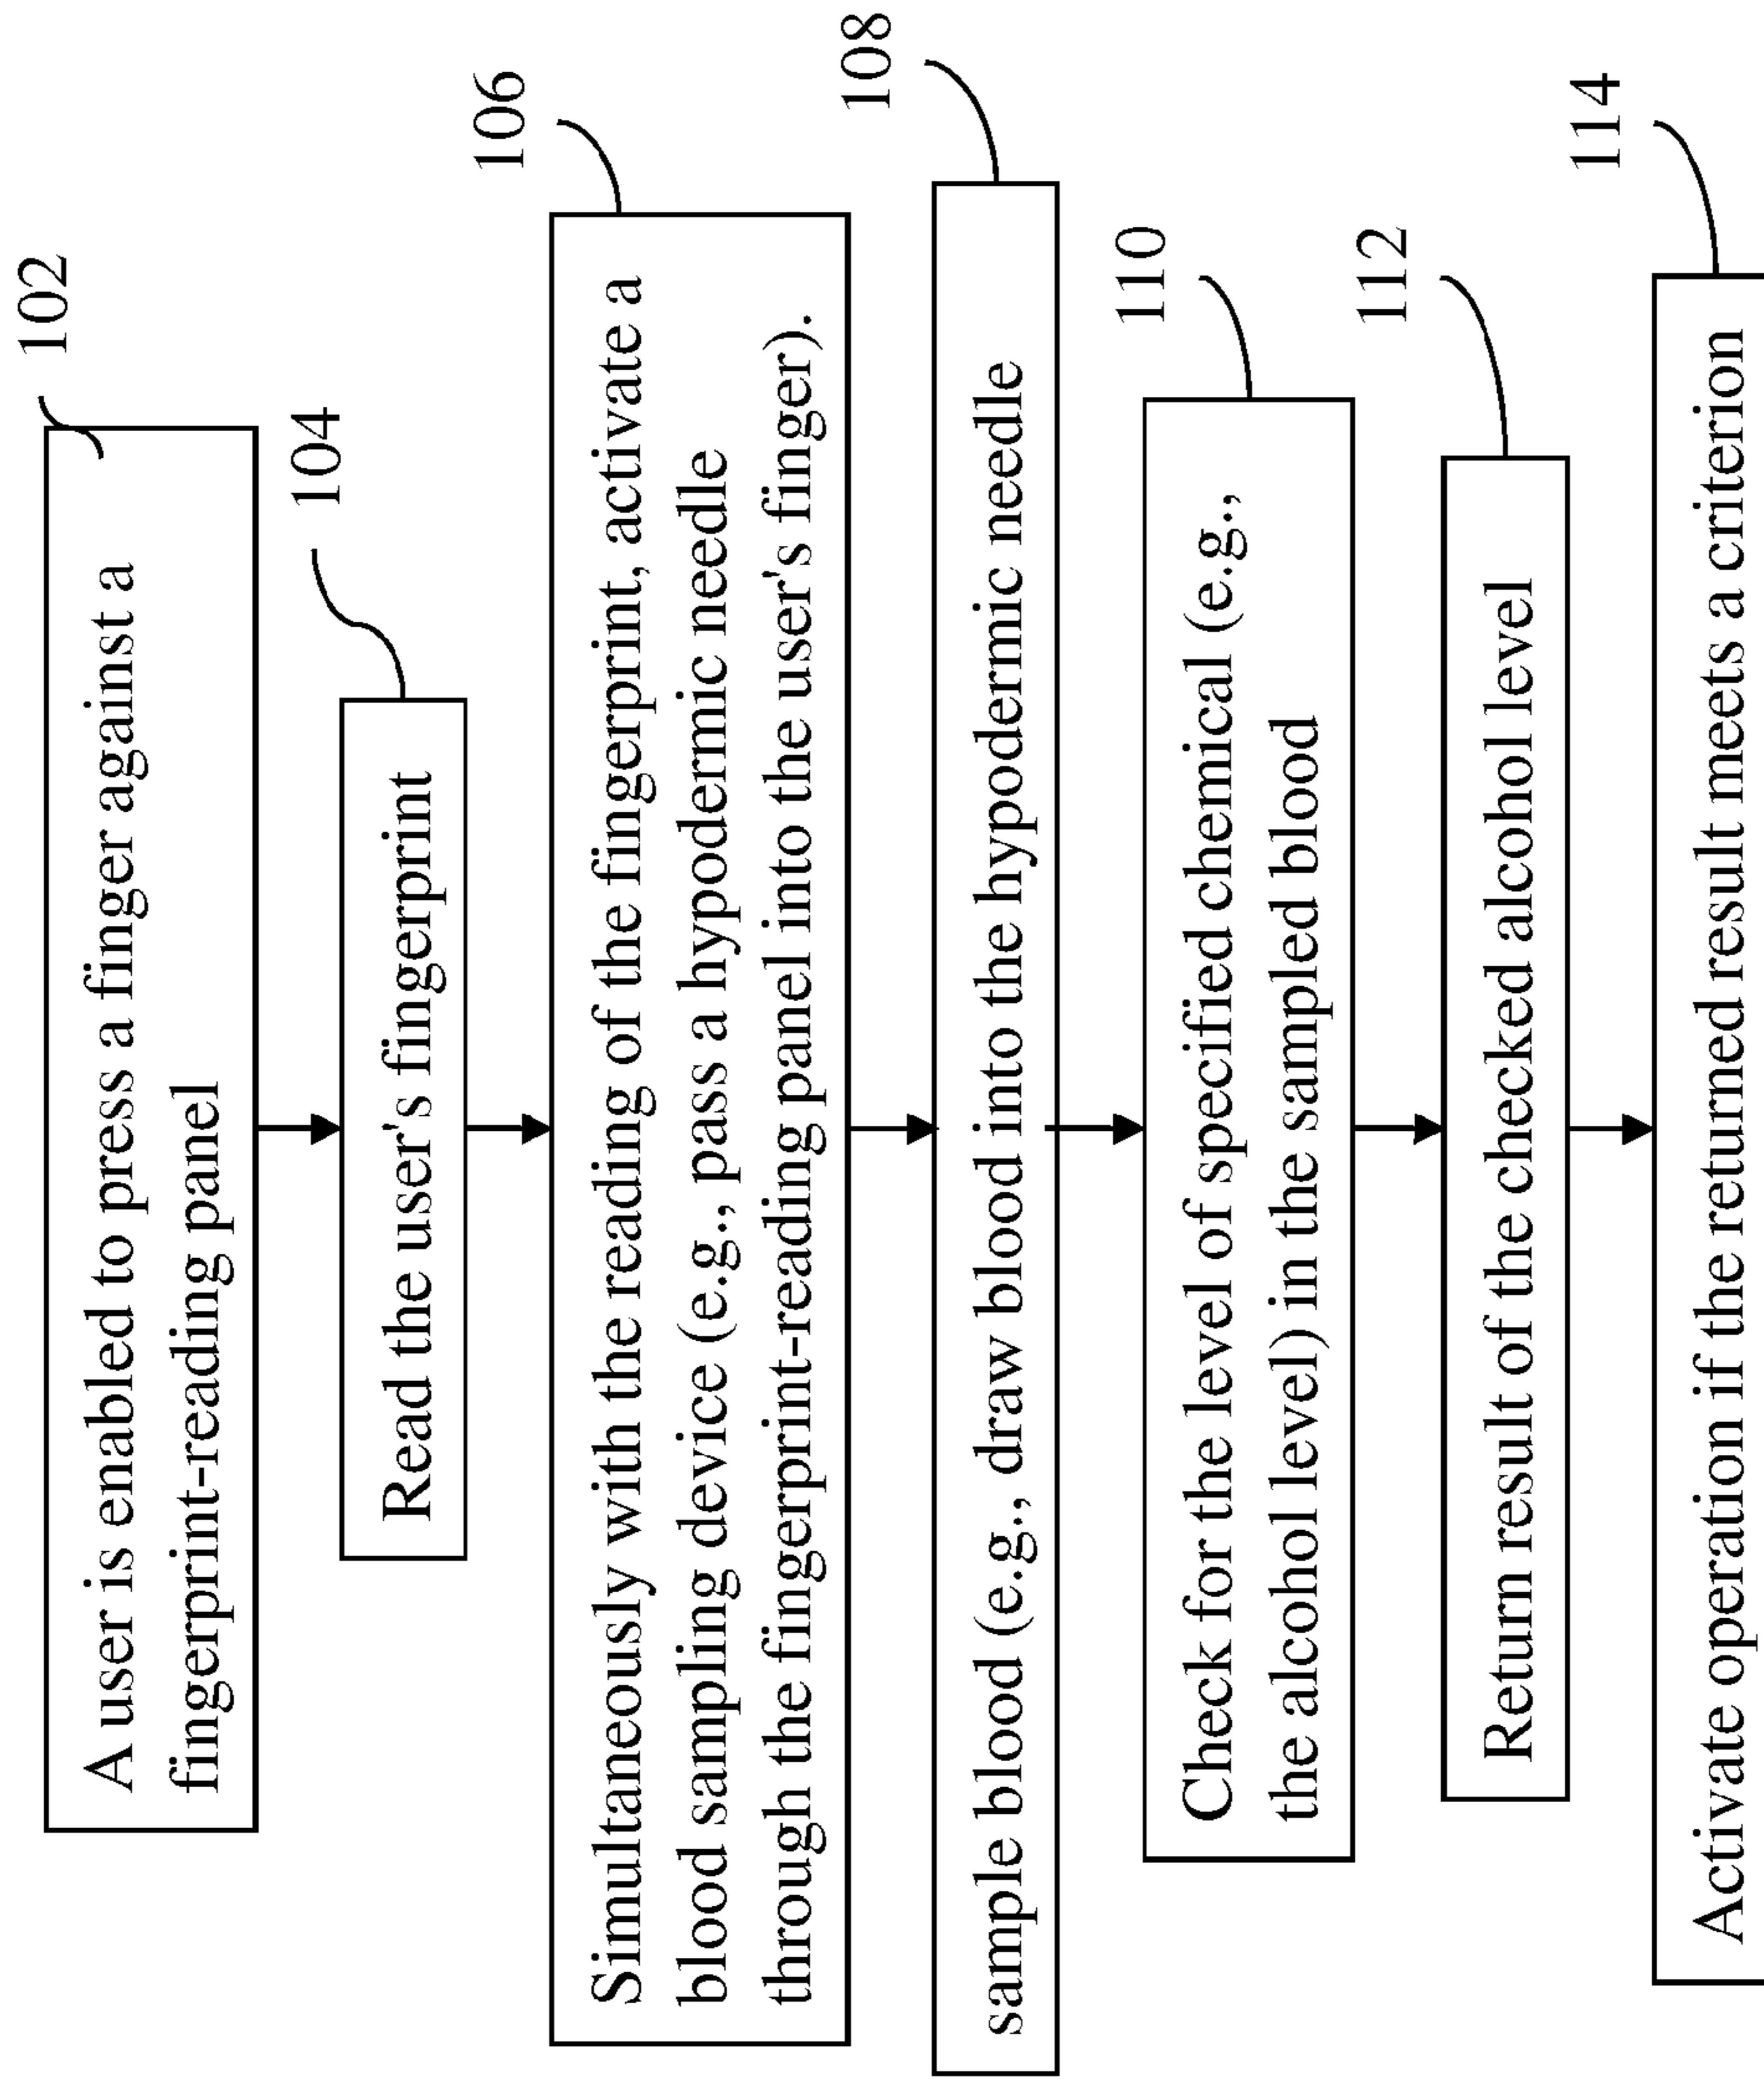 102
A user is enabled to press a finger against a
fingerprint-reading panel
104
Read the user's fingerprint
106
Simultaneously with the reading of the fingerprint, activate a
blood sampling device (e.g., pass a hypodermic needle
through the fingerprint-reading panel into the user's finger).
108
sample blood (e.g., draw blood into the hypodermic needle
110
Check for the level of specified chemical (e.g.,
the alcohol level) in the sampled blood
112
Return result of the checked alcohol level
114
Activate operation if the returned result meets a criterion